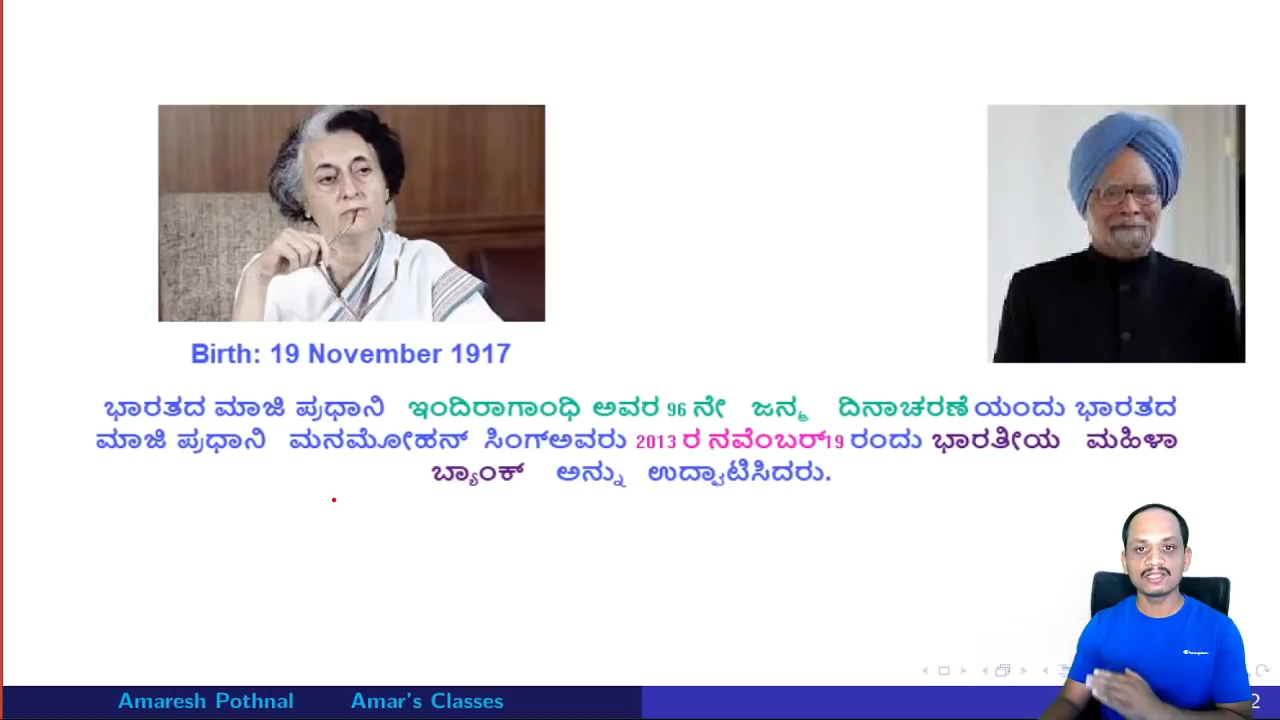 Birth: 19 November 1917
ಭಾರತದ ಮಾಜಿ ಪ್ರಧಾನಿ ಇಂದಿರಾಗಾಂಧಿ ಅವರ 96 ನೇ ಜನ್ಮ ದಿನಾಚರಣೆ ಯಂದು ಭಾರತದ
ಮಾಜಿ ಪ್ರಧಾನಿ ಮನಮೋಹನ್ ಸಿಂಗ್ಅವರು 2013 ರ ನವೆಂಬರ್19 ರಂದು ಭಾರತೀಯ ಮಹಿಳಾ
ಬ್ಯಾಂಕ್ ಅನ್ನು ಉದ್ಘಾಟಿಸಿದರು.
Amaresh Pothnal Amar's Classes 2